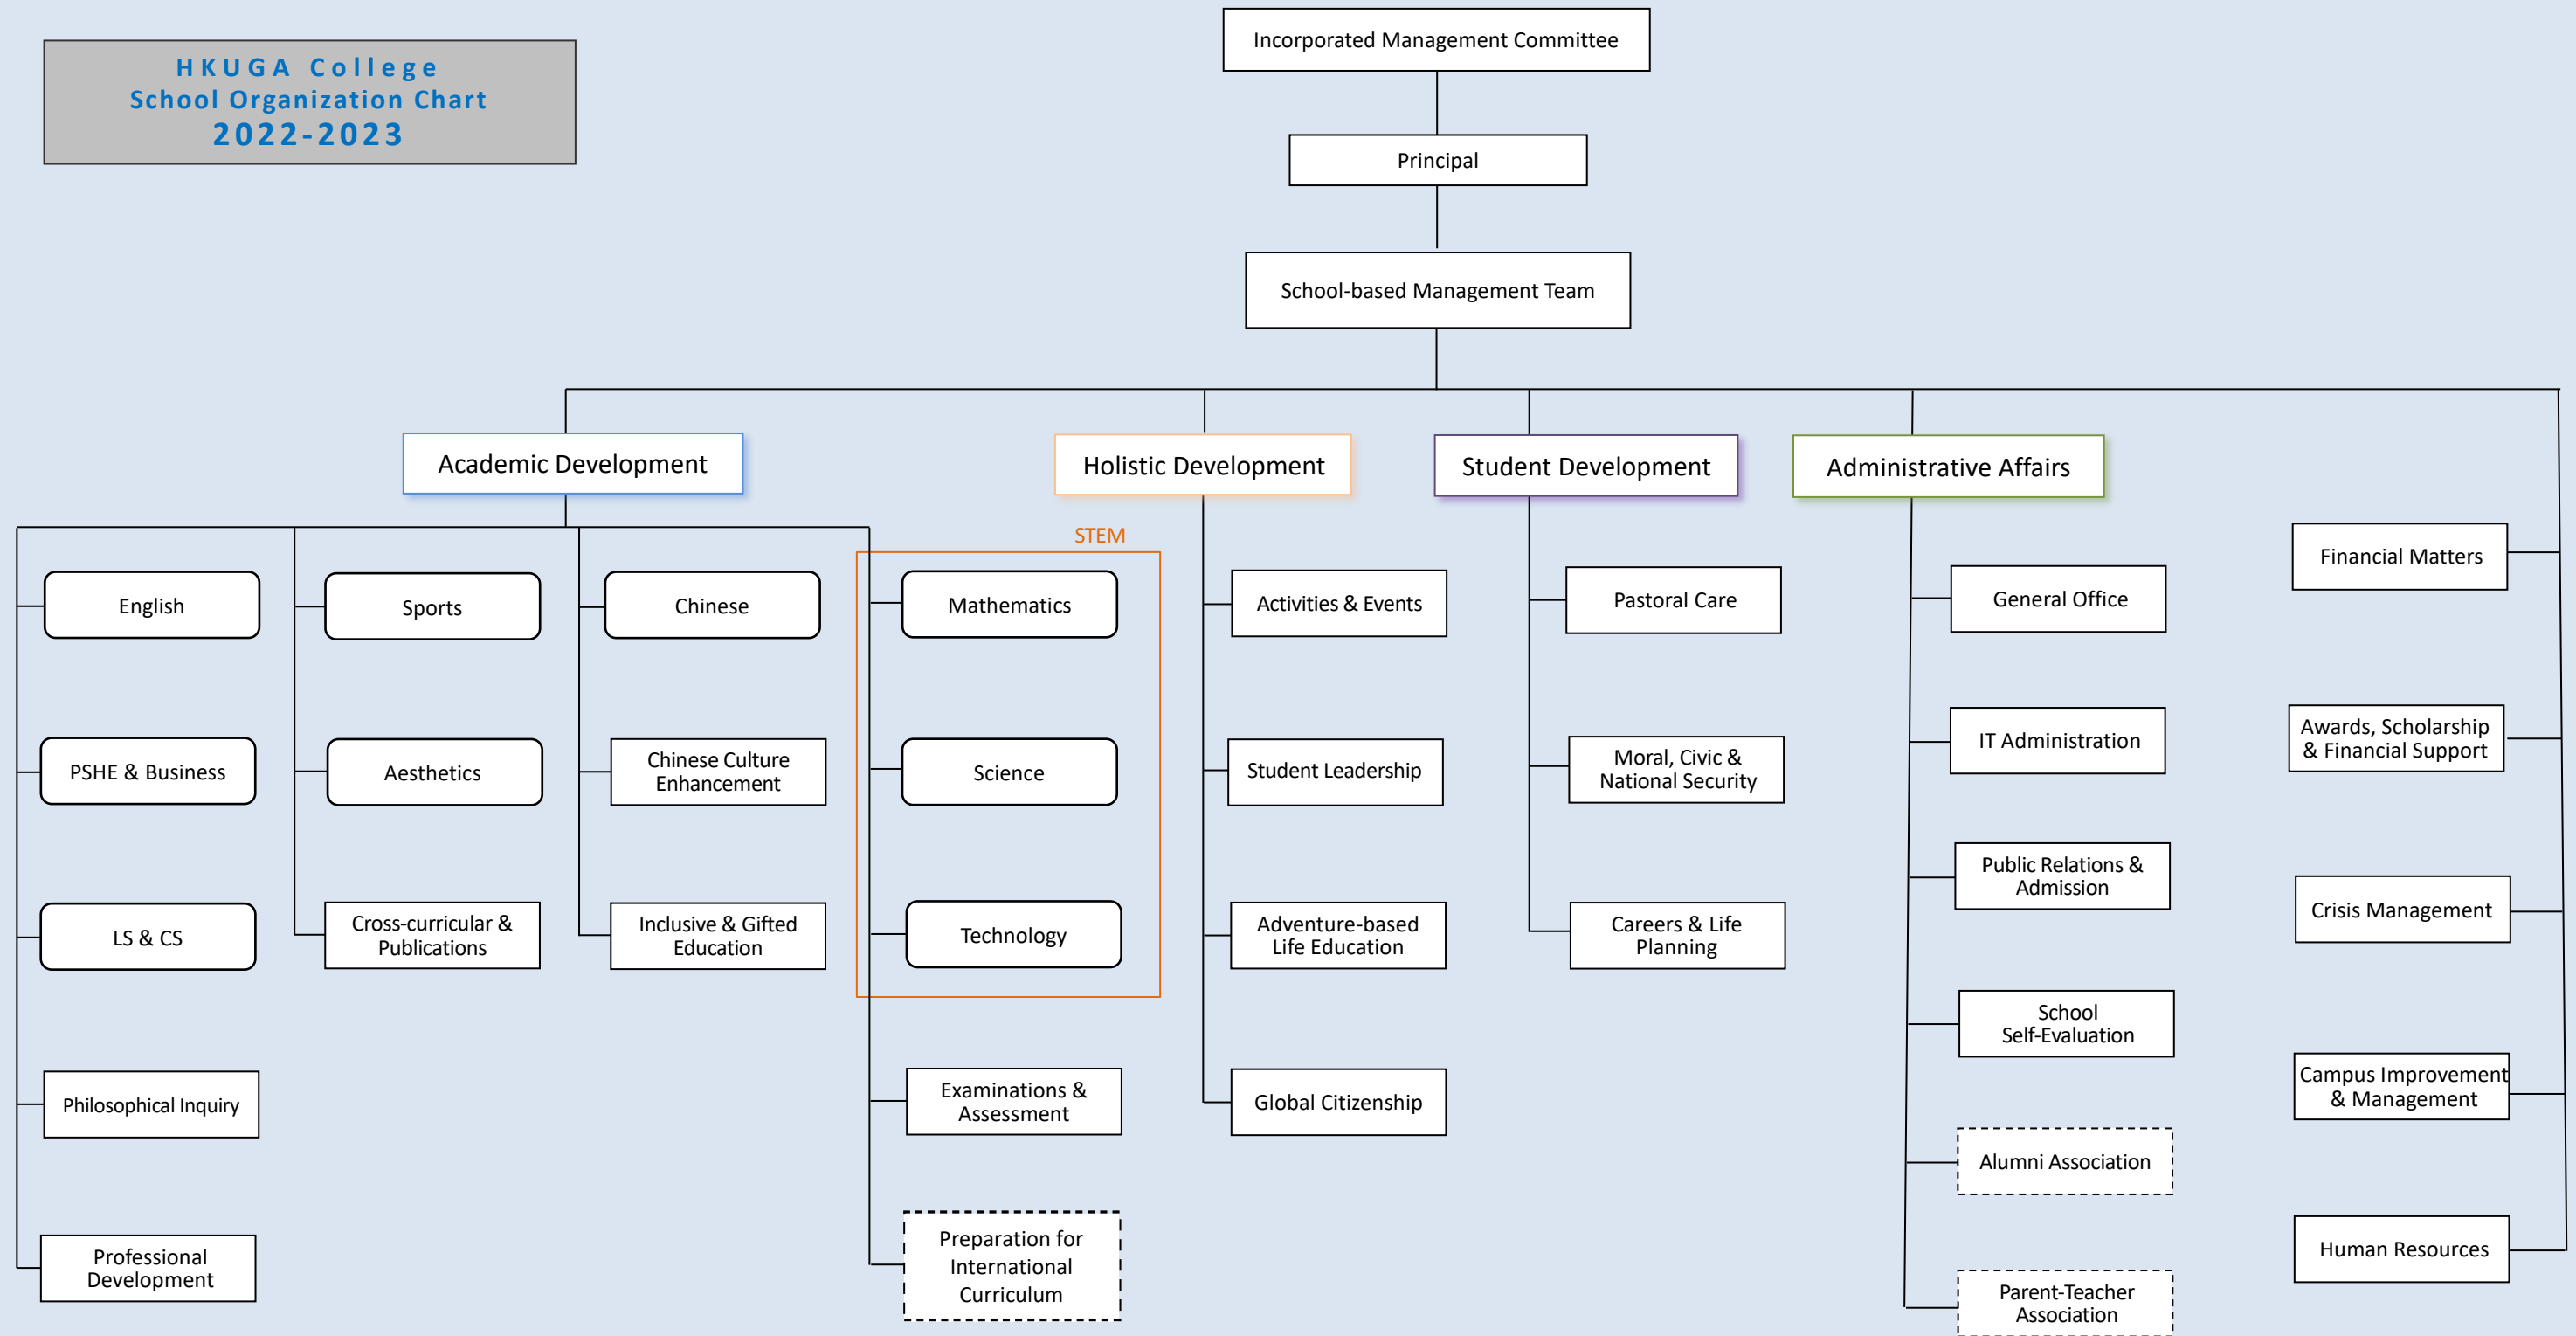 HKUGA College
School Organization Chart
2022-2023
Incorporated Management Committee
Principal
School-based Management Team
Academic Development
Holistic Development
Student Development
Administrative Affairs
STEM
English
PSHE & Business
LS & CS
Philosophical Inquiry
Professional
Development
Sports
Aesthetics
Cross-curricular &
Publications
Chinese
Chinese Culture
Enhancement
Inclusive & Gifted
Education
Mathematics
Science
Technology
Examinations &
Assessment
Preparation for
International
Curriculum
Activities & Events
Student Leadership
Adventure-based
Life Education
Global Citizenship
Pastoral Care
Moral, Civic &
National Security
Careers & Life
Planning
General Office
IT Administration
Public Relations &
Admission
School
Self-Evaluation
Alumni Association
Parent-Teacher
Association
Financial Matters
Awards, Scholarship
& Financial Support
Crisis Management
Campus Improvement
& Management
Human Resources